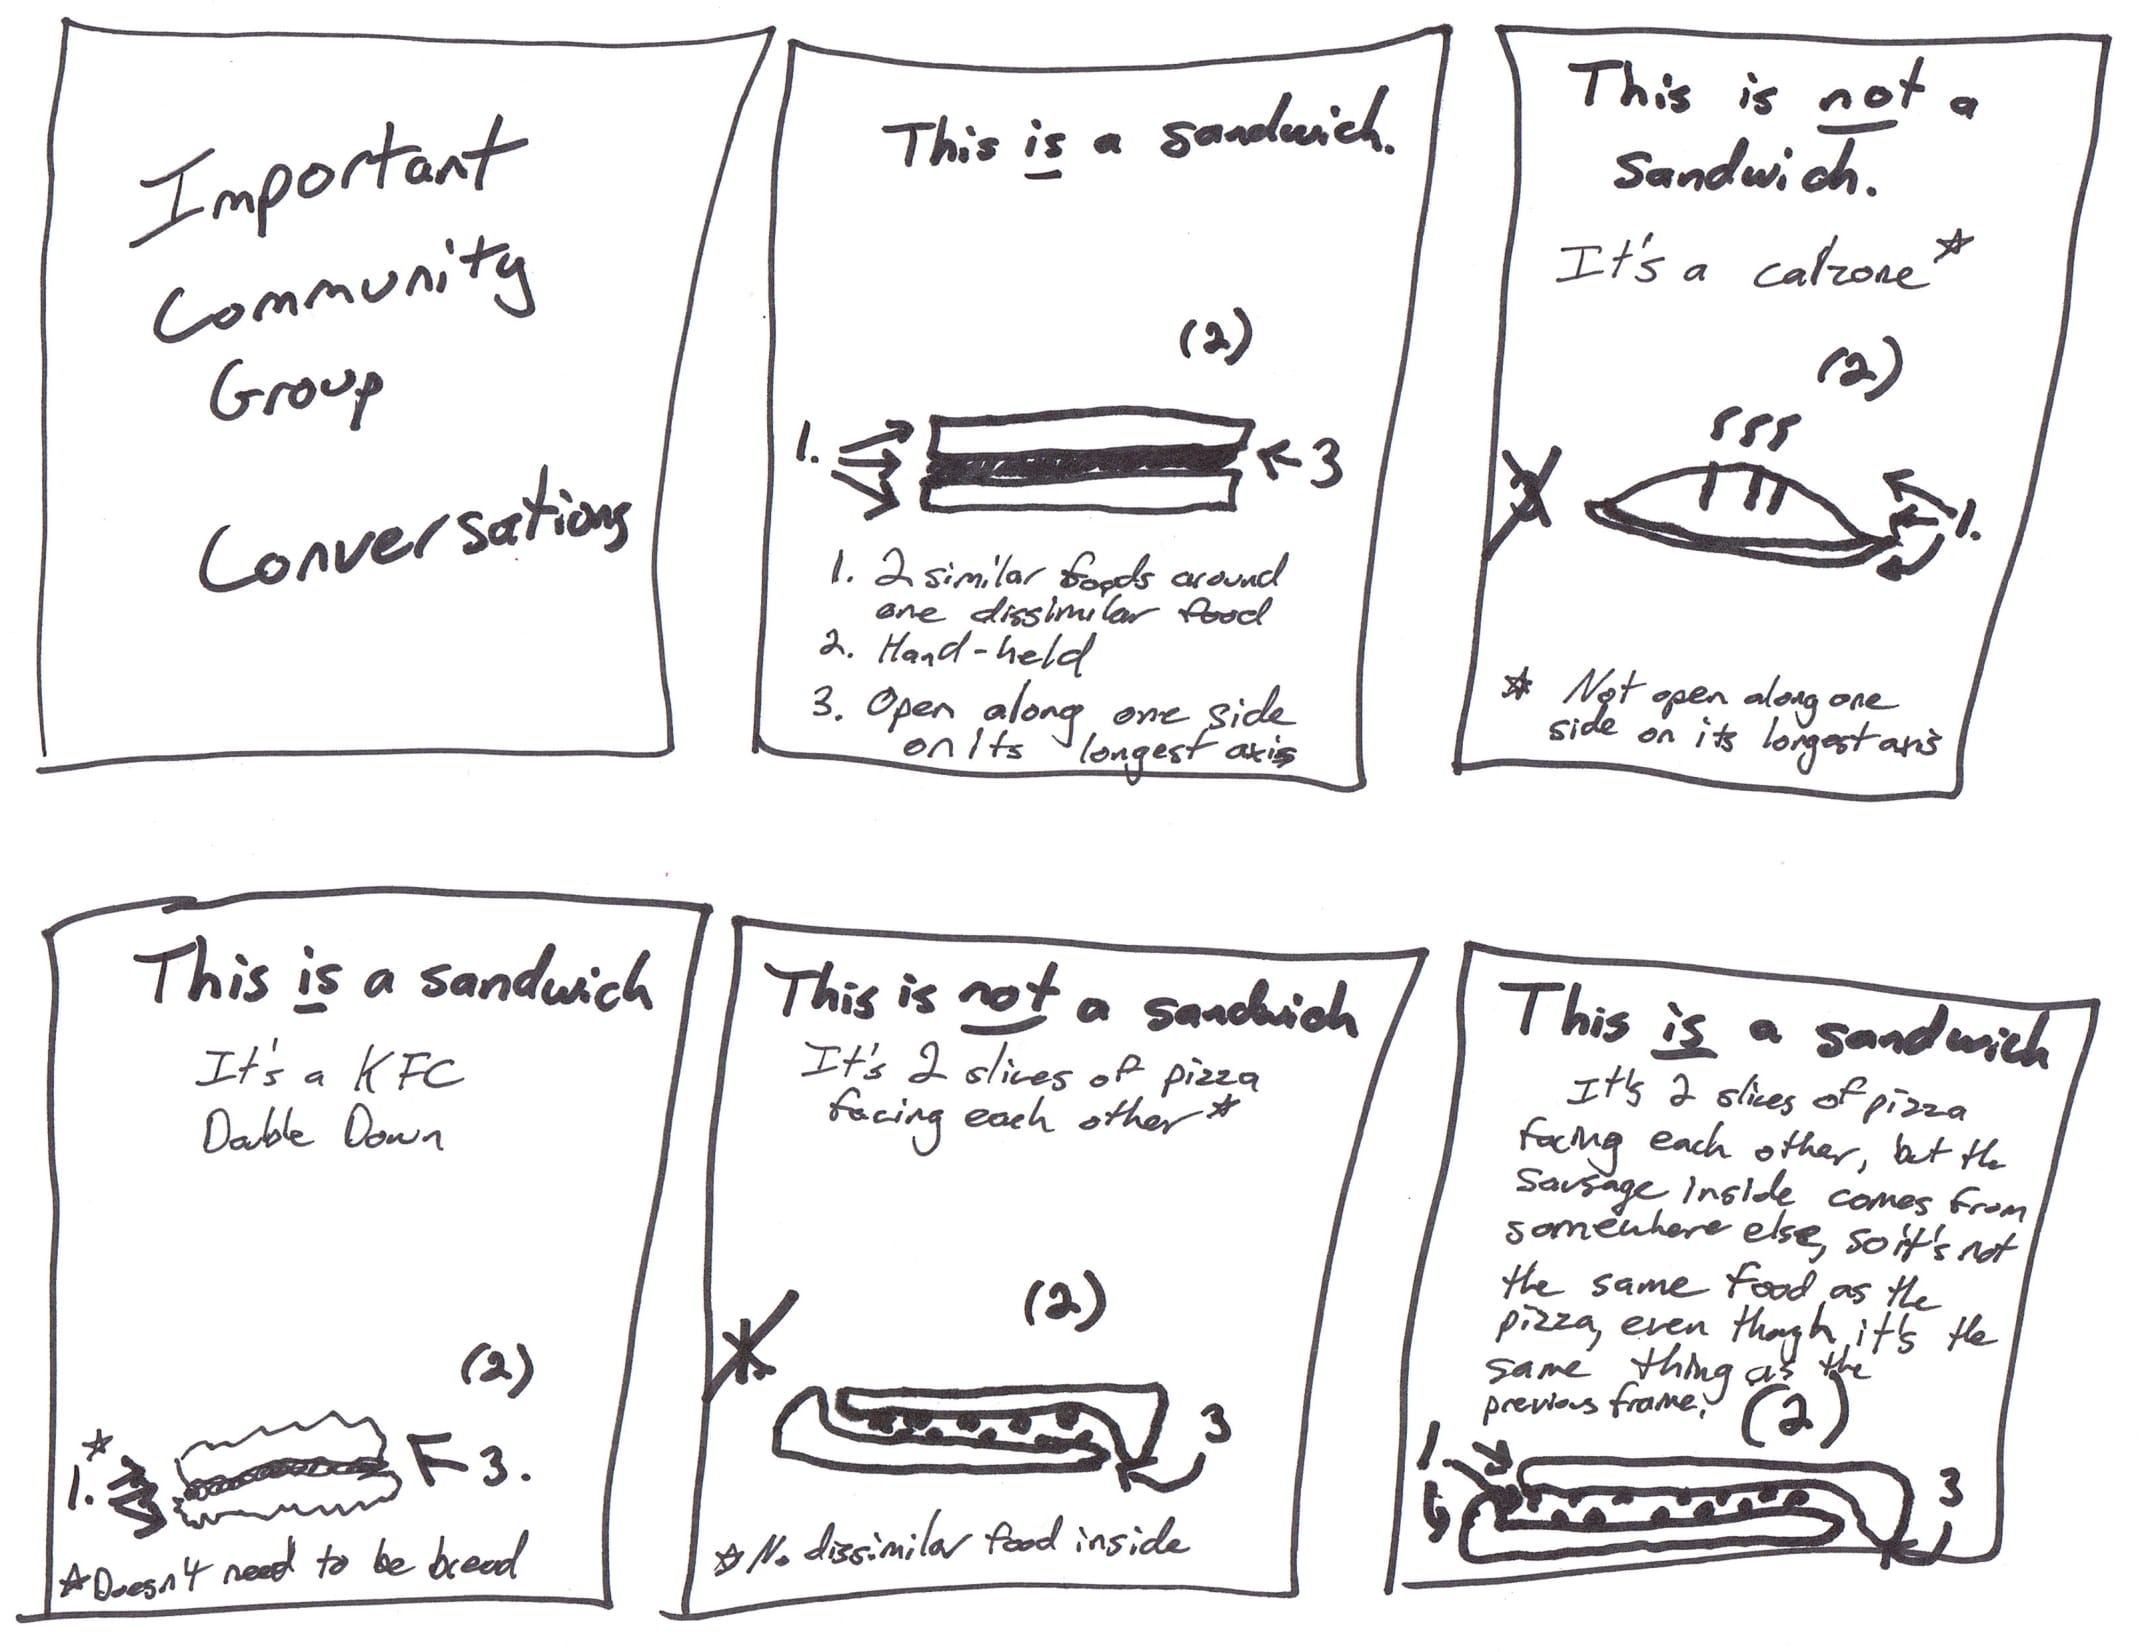 Important
Community
Group
Conversations
This is a sandwich.
(2)
1.
3
1. 2 similar foods around
one dissimilar food
2. Hand-held
3. Open along one side
on its longest axis
This is not a
sandwich.
It's a calzone*
(2)
3
1.
* Not open along one
side on its longest axis
This is a sandwich
It's a KFC
Double Down
(2)
1.*
3.
*Doesn't need to be bread
This is not a sandwich
It's 2 slices of pizza
facing each other*
(2)
1.
3
*No dissimilar food inside
This is a sandwich
It's 2 slices of pizza
facing each other, but the
sausage inside comes from
somewhere else, so it's not
the same food as the
pizza, even though it's the
same thing as the
previous frame.
(2)
1.
3